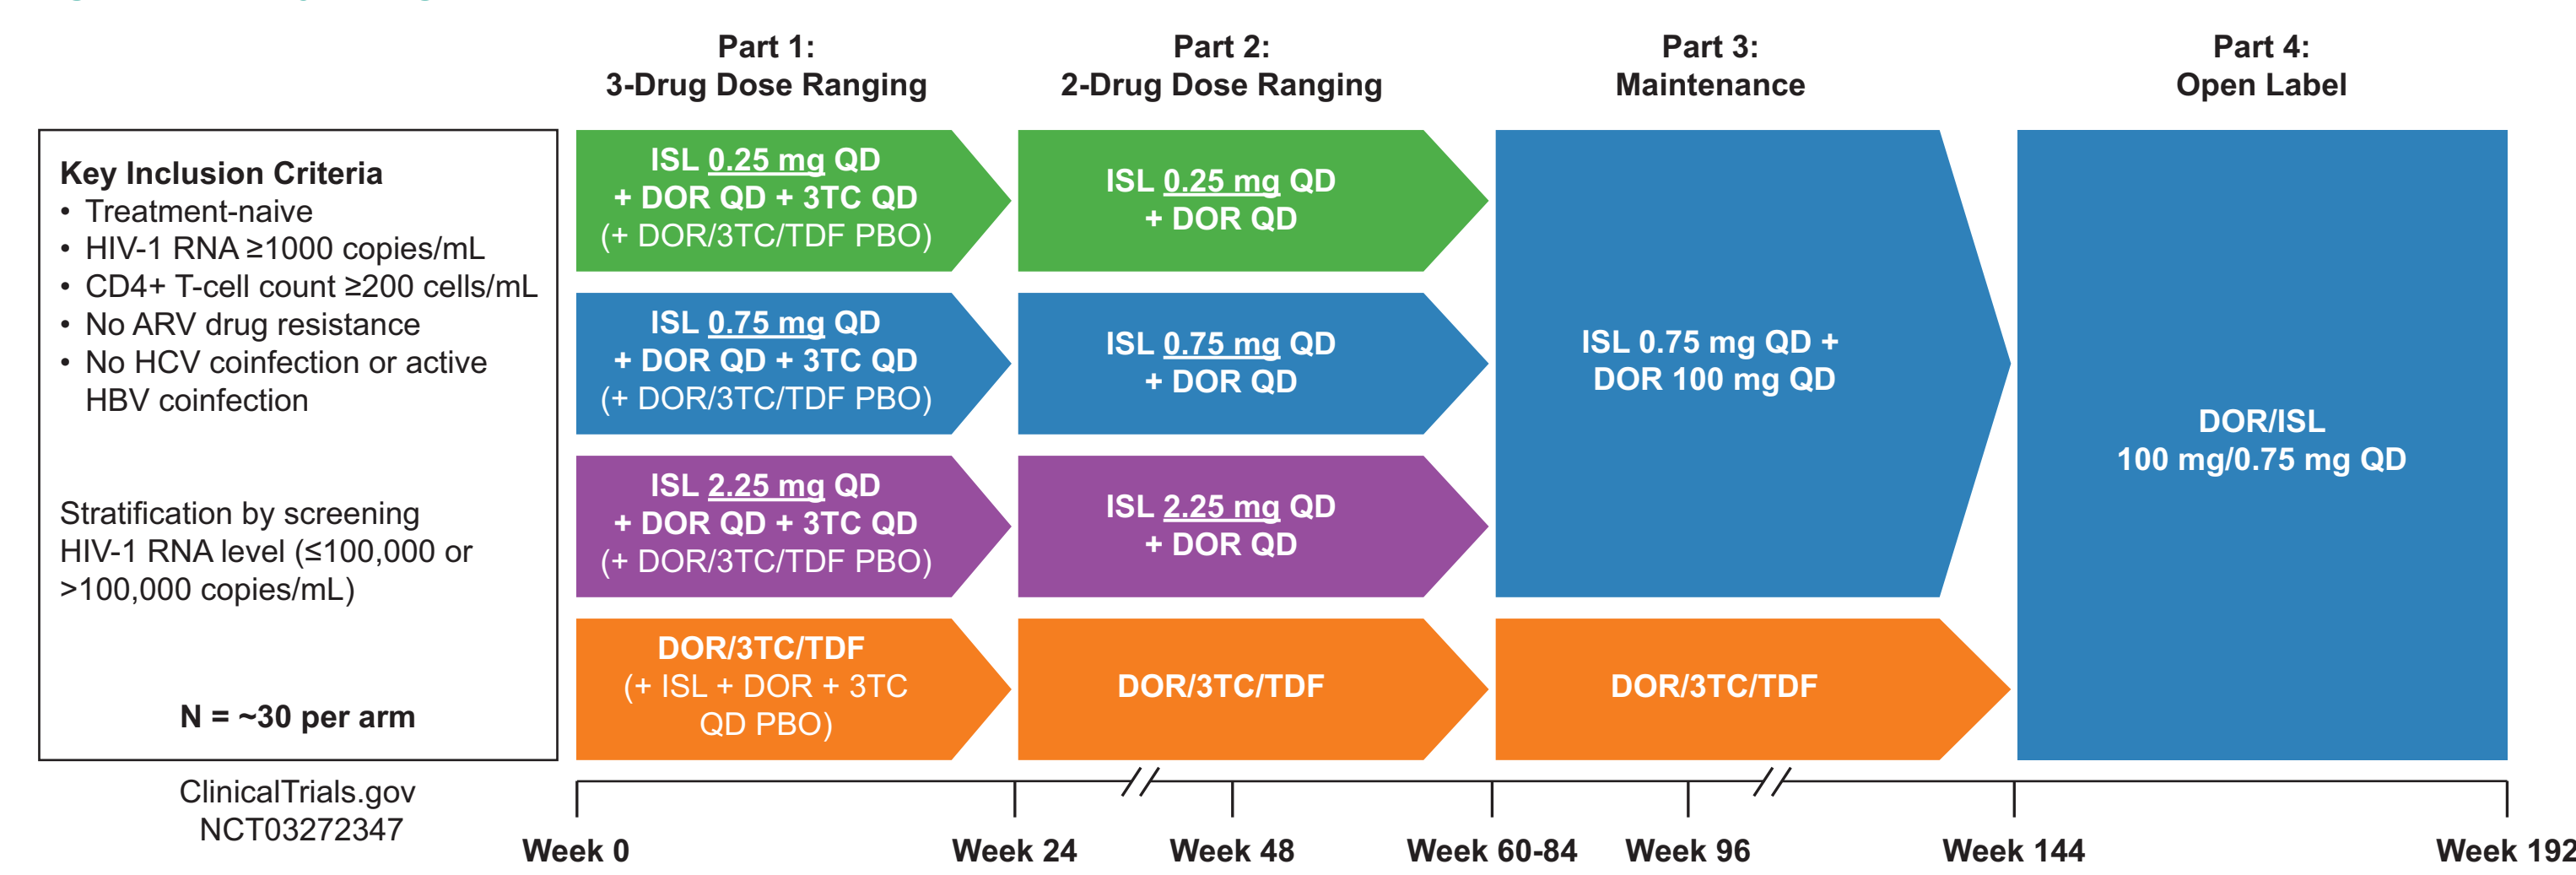 Part 1:
3-Drug Dose Ranging
Part 2:
2-Drug Dose Ranging
Part 3:
Maintenance
Part 4:
Open Label
Key Inclusion Criteria
• Treatment-naive
• HIV-1 RNA ≥1000 copies/mL
• CD4+ T-cell count ≥200 cells/mL
• No ARV drug resistance
• No HCV coinfection or active
HBV coinfection
Stratification by screening
HIV-1 RNA level (≤100,000 or
>100,000 copies/mL)
N = ~30 per arm
ClinicalTrials.gov
NCT03272347
ISL 0.25 mg QD
+ DOR QD + 3TC QD
(+ DOR/3TC/TDF PBO)
ISL 0.25 mg QD
+ DOR QD
ISL 0.75 mg QD
+ DOR QD + 3TC QD
(+ DOR/3TC/TDF PBO)
ISL 0.75 mg QD
+ DOR QD
ISL 2.25 mg QD
+ DOR QD + 3TC QD
(+ DOR/3TC/TDF PBO)
ISL 2.25 mg QD
+ DOR QD
ISL 0.75 mg QD +
DOR 100 mg QD
DOR/3TC/TDF
(+ ISL + DOR + 3TC
QD PBO)
DOR/3TC/TDF
DOR/3TC/TDF
DOR/ISL
100 mg/0.75 mg QD
Week 0
Week 24
Week 48
Week 60-84
Week 96
Week 144
Week 192